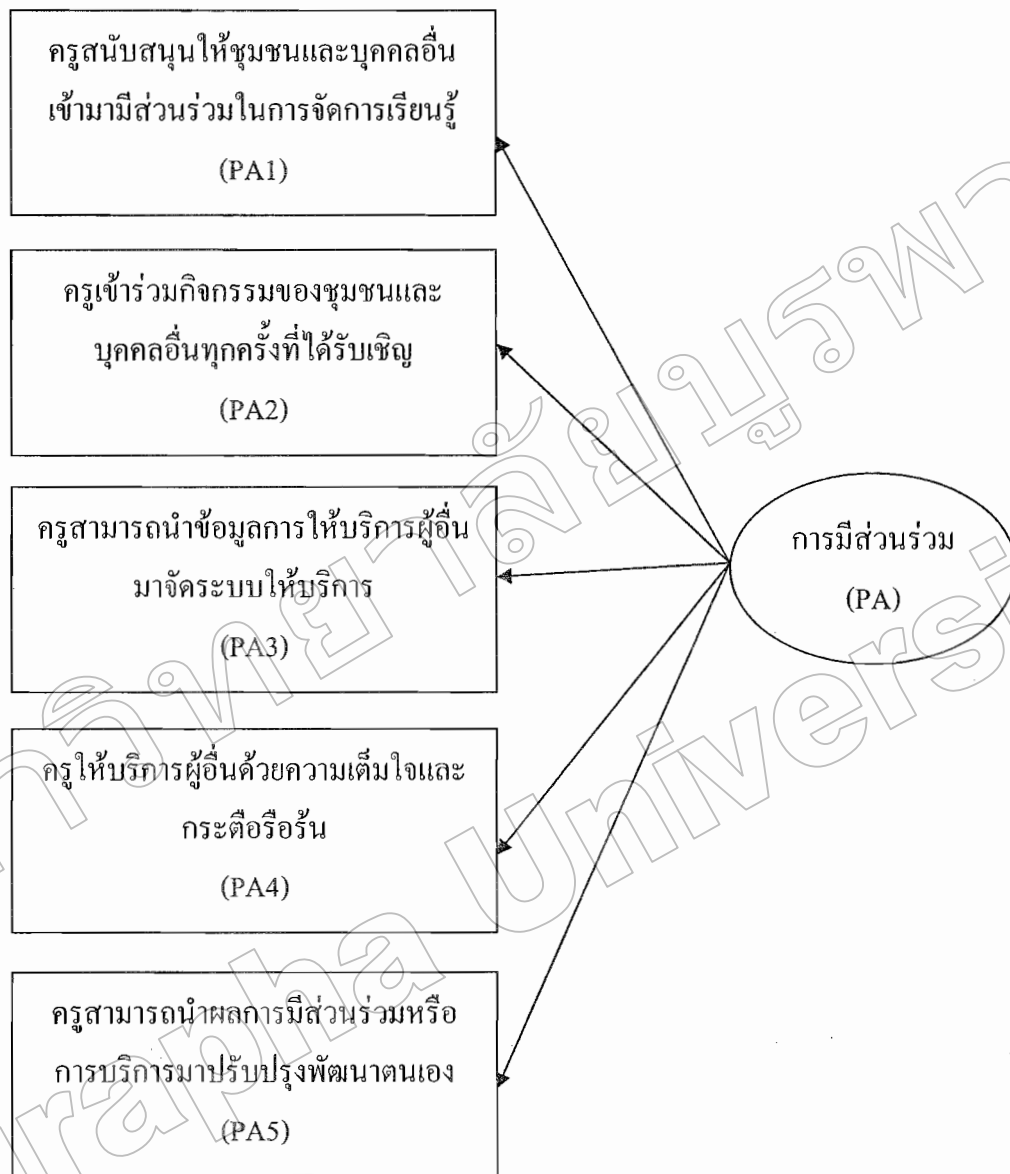 ครูสนับสนุนให้ชุมชนและบุคคลอื่น
เข้ามามีส่วนร่วมในการจัดการเรียนรู้
(PA1)
ครูเข้าร่วมกิจกรรมของชุมชนและ
บุคคลอื่นทุกครั้งที่ได้รับเชิญ
(PA2)
ครูสามารถนำข้อมูลการให้บริการผู้อื่น
มาจัดระบบให้บริการ
(PA3)
ครูให้บริการผู้อื่นด้วยความเต็มใจและ
กระตือรือร้น
(PA4)
ครูสามารถนำผลการมีส่วนร่วมหรือ
การบริการมาปรับปรุงพัฒนาตนเอง
(PA5)
การมีส่วนร่วม
(PA)
วิทยาลัยบูรพา
urapha Universi